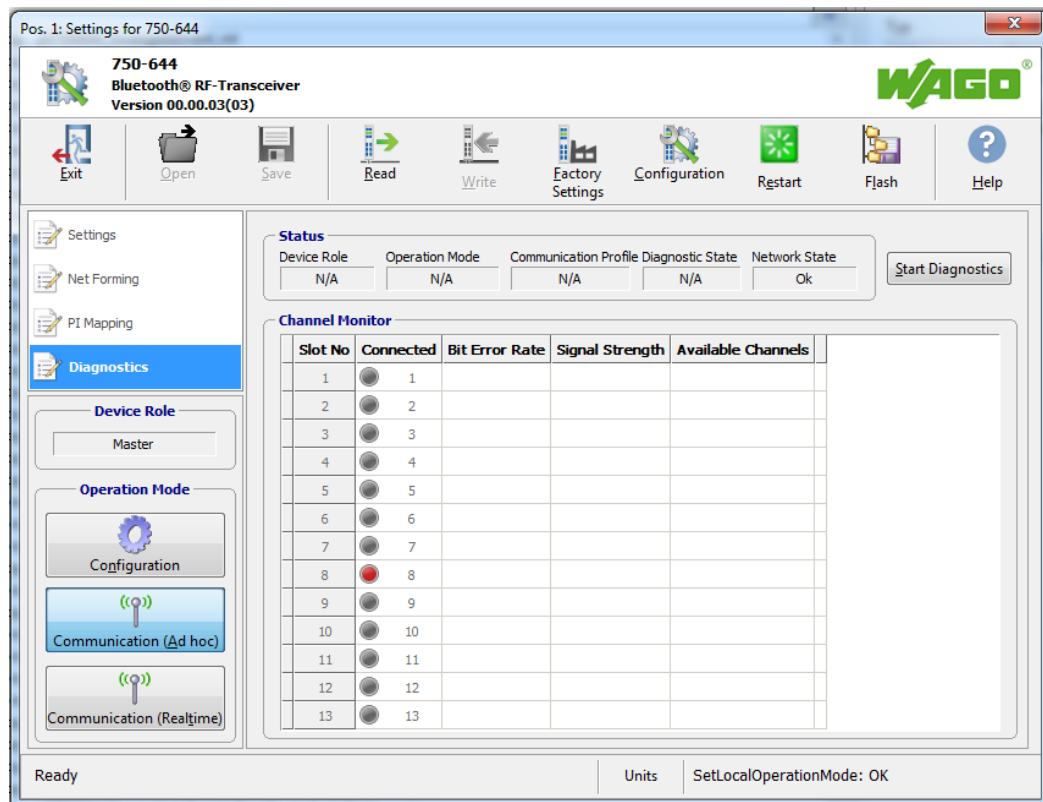 Pos. 1: Settings for 750-644
750-644
Bluetooth® RF-Transceiver
Version 00.00.03(03)
WAGO®
Exit
Open
Save
Read
Write
Factory
Settings
Configuration
Restart
Flash
Help
Settings
Net Forming
PI Mapping
Diagnostics
Device Role
Master
Operation Mode
Configuration
Communication (Ad hoc)
Communication (Realtime)
Status
Device Role Operation Mode Communication Profile Diagnostic State Network State
N/A N/A N/A N/A Ok
Start Diagnostics
Channel Monitor
Slot No Connected Bit Error Rate Signal Strength Available Channels
1 1
2 2
3 3
4 4
5 5
6 6
7 7
8 8
9 9
10 10
11 11
12 12
13 13
Ready Units SetLocalOperationMode: OK